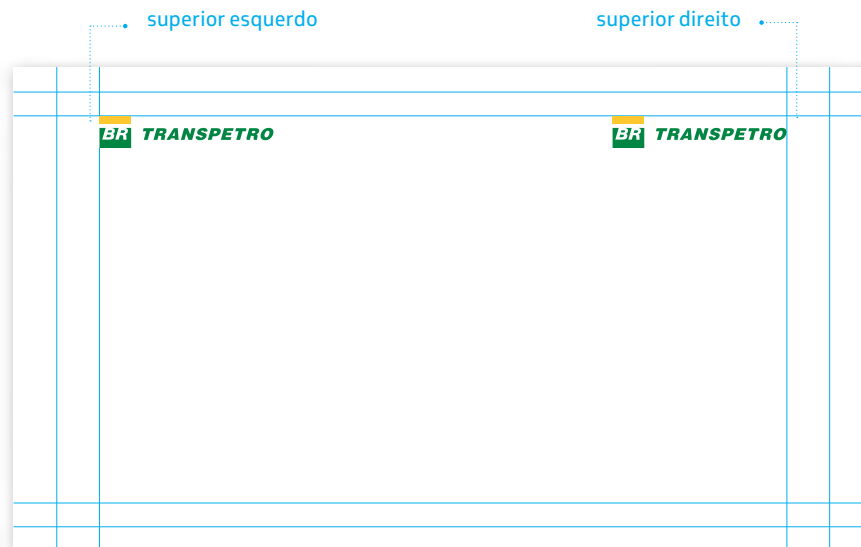 superior esquerdo
superior direito
BR TRANSPETRO
BR TRANSPETRO